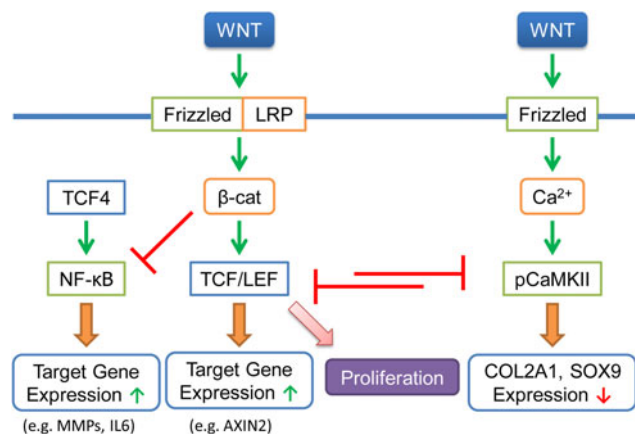 WNT
WNT
Frizzled
LRP
Frizzled
TCF4
β-cat
Ca²⁺
NF-κB
TCF/LEF
pCaMKII
Target Gene
Expression ↑
(e.g. MMPs, IL6)
Target Gene
Expression ↑
(e.g. AXIN2)
Proliferation
COL2A1, SOX9
Expression ↓